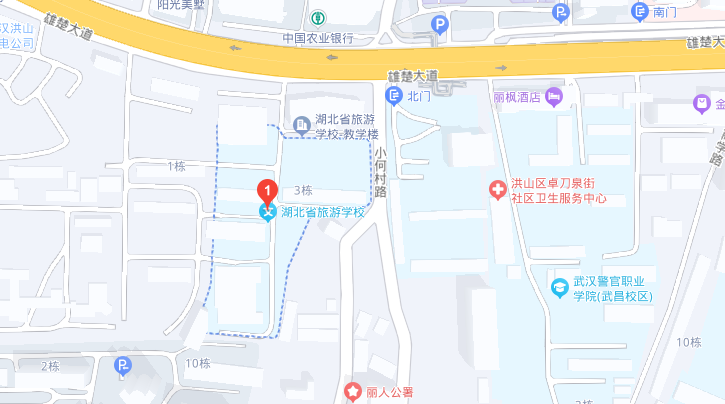 阳光美墅
雄楚大道
汉洪山
电公司
中国农业银行
P
P
南门
雄楚大
雄楚大道
北门
丽枫酒店
金
湖北省旅游
学校-教学楼
小何村路
学路
1栋
1
3栋
湖北省旅游学校
洪山区卓刀泉街
社区卫生服务中心
武汉警官职业
学院(武昌校区)
2栋
P
10栋
10栋
丽人公署